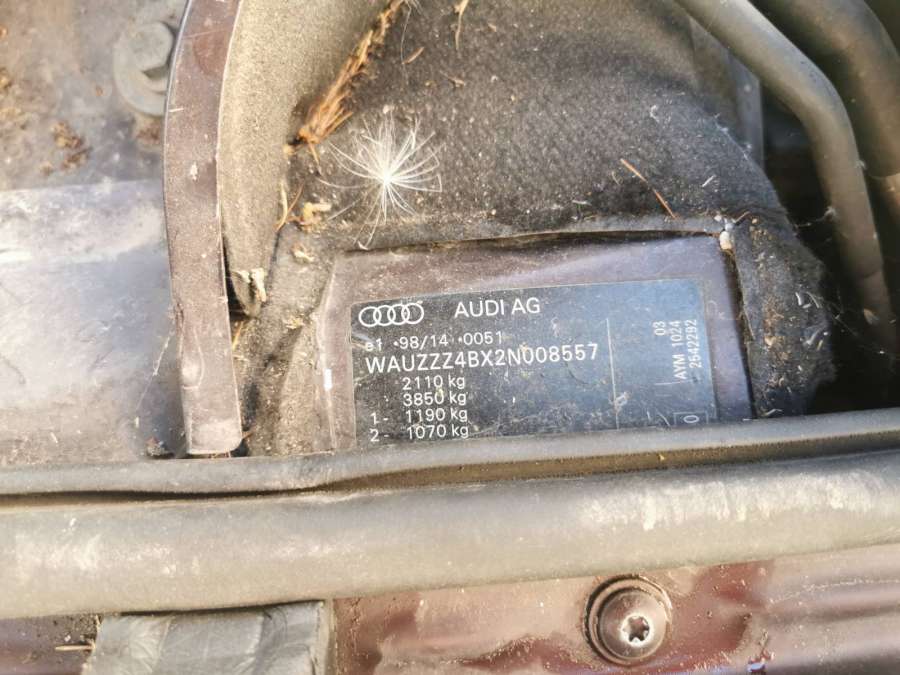 AUDI AG
e1 *98/14 *0051
WAUZZZ4BX2N008557
2110 kg
3850 kg
1- 1190 kg
2- 1070 kg
03
AYM 1024
2542292
0